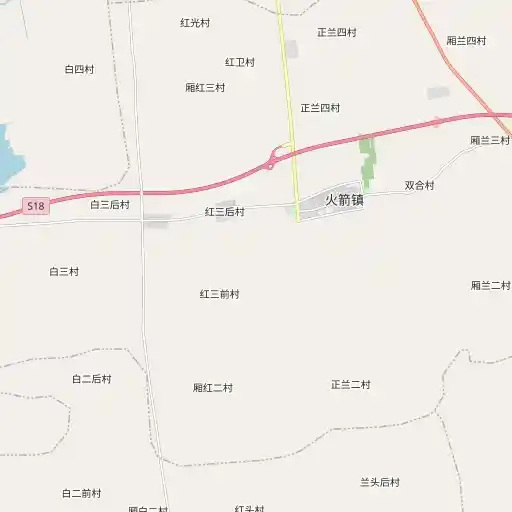 红光村
正兰四村
厢兰四村
红卫村
白四村
厢红三村
正兰四村
厢兰三村
双合村
火箭镇
S18
白三后村
红三后村
白三村
厢兰二村
红三前村
白二后村
厢红二村
正兰二村
兰头后村
白二前村
厢白二村
红头村